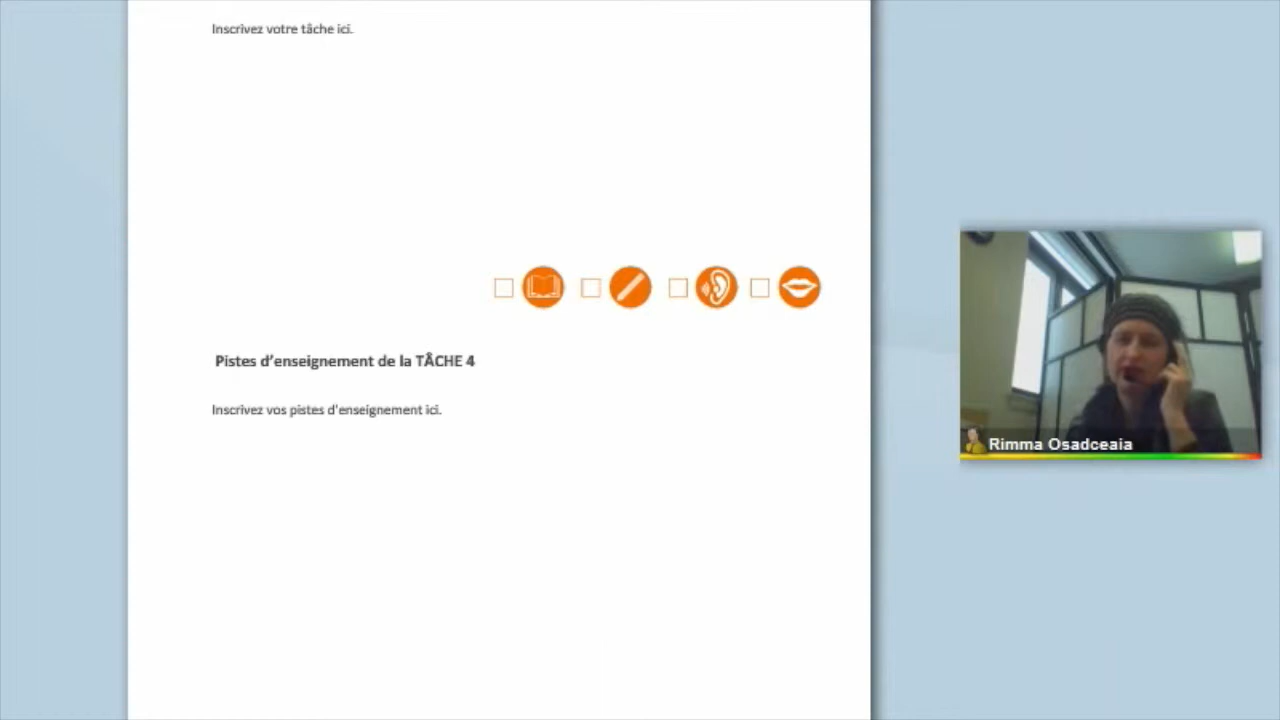 Inscrivez votre tâche ici.
Pistes d’enseignement de la TÂCHE 4
Inscrivez vos pistes d'enseignement ici.
Rimma Osadceaia